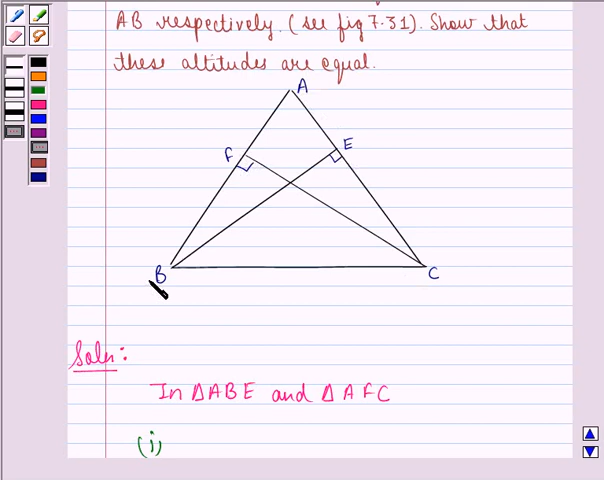 AB respectively. (see fig 7.31). Show that
these altitudes are equal.
A
F
E
B
C
Soln:
In ΔABE and ΔAFC
(i)